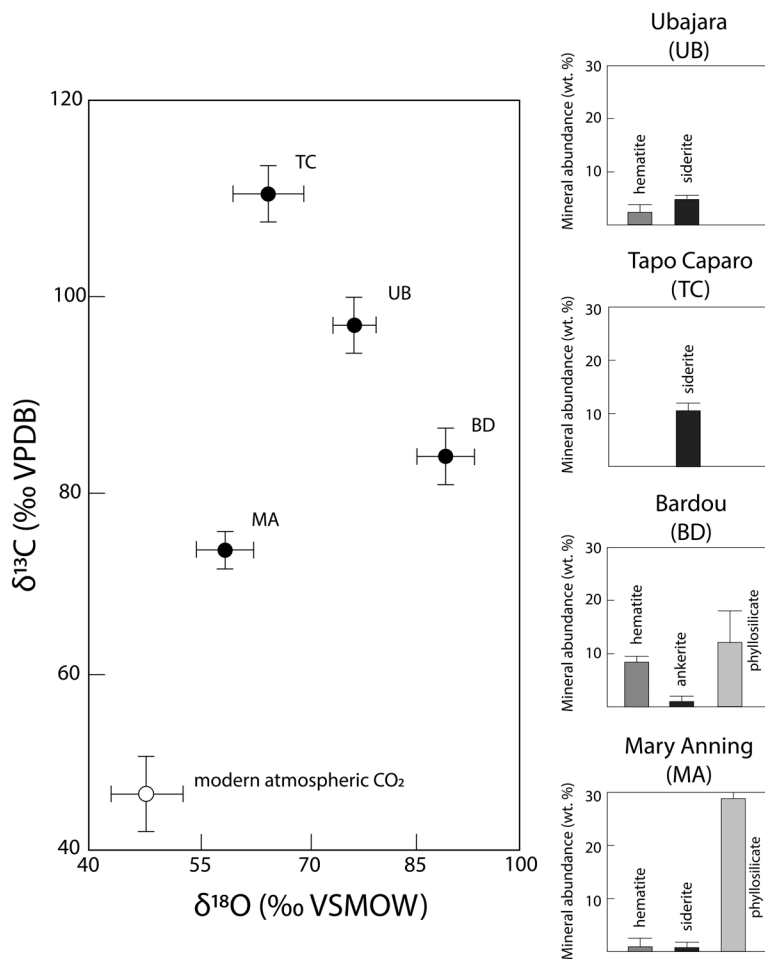 120
100
80
60
40
δ¹³C (‰ VPDB)
TC
UB
BD
MA
modern atmospheric CO₂
40
55
70
85
100
δ¹⁸O (‰ VSMOW)
Ubajara
(UB)
Mineral abundance (wt. %)
30
20
10
hematite
siderite
Tapo Caparo
(TC)
Mineral abundance (wt. %)
30
20
10
siderite
Bardou
(BD)
Mineral abundance (wt. %)
30
20
10
hematite
ankerite
phyllosilicate
Mary Anning
(MA)
Mineral abundance (wt. %)
30
20
10
hematite
siderite
phyllosilicate